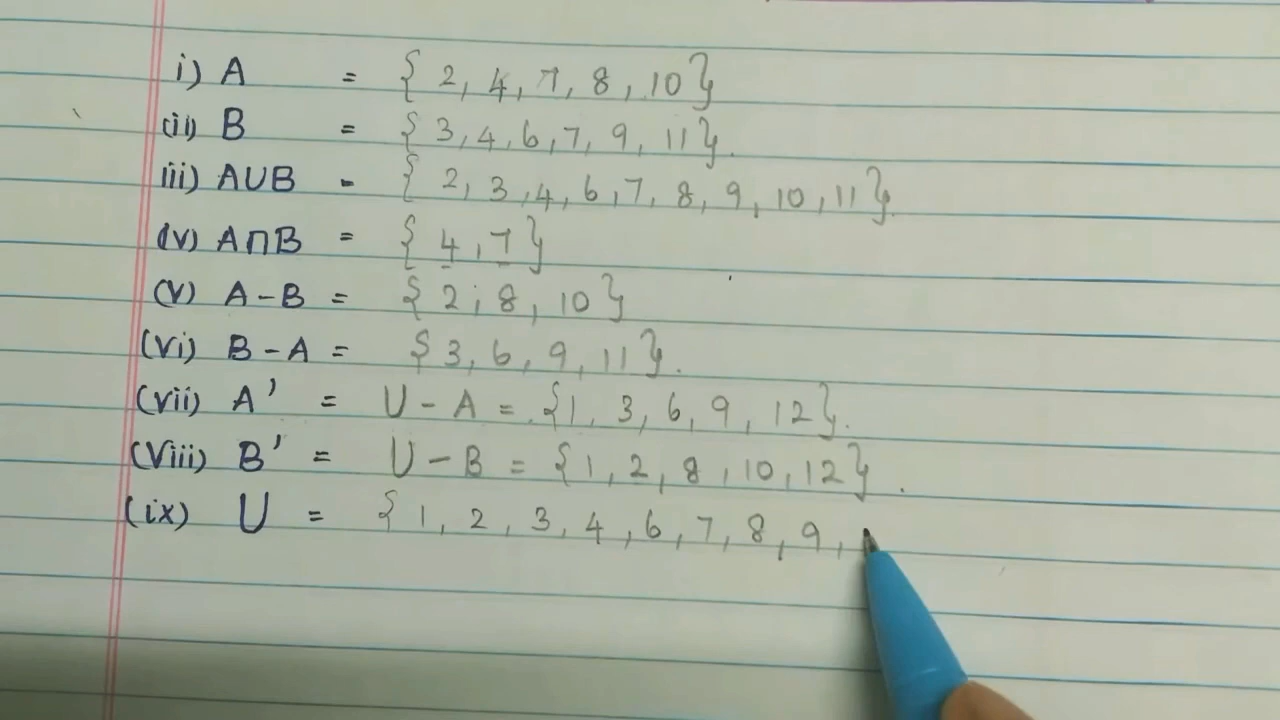 i) A = { 2, 4, 7, 8, 10}
(ii) B = {3, 4, 6, 7, 9, 11}.
iii) A∪B = { 2, 3, 4, 6, 7, 8, 9, 10, 11}.
(v) A∩B = { 4, 7}
(V) A-B = {2, 8, 10}
(Vi) B-A = {3, 6, 9, 11}.
(vii) A' = U-A = {1, 3, 6, 9, 12}.
(Viii) B' = U-B = {1, 2, 8, 10, 12}.
(ix) U = {1, 2, 3, 4, 6, 7, 8, 9,